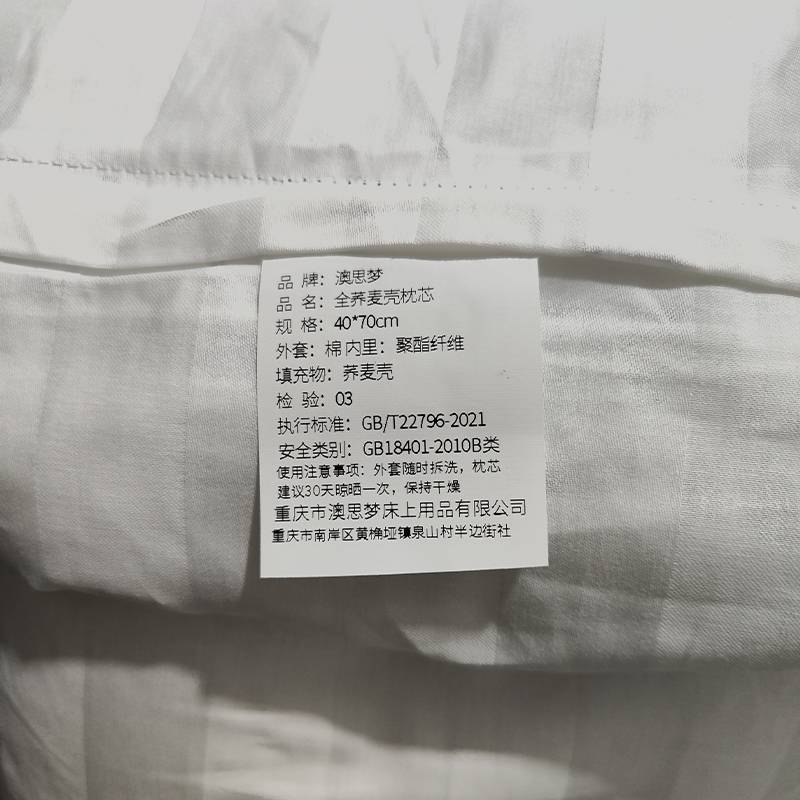 品 牌：澳思梦
品 名：全荞麦壳枕芯
规 格：40*70cm
外套：棉 内里：聚酯纤维
填充物：荞麦壳
检 验：03
执行标准：GB/T22796-2021
安全类别：GB18401-2010B类
使用注意事项：外套随时拆洗，枕芯
建议30天晾晒一次，保持干燥
重庆市澳思梦床上用品有限公司
重庆市南岸区黄桷垭镇泉山村半边街社